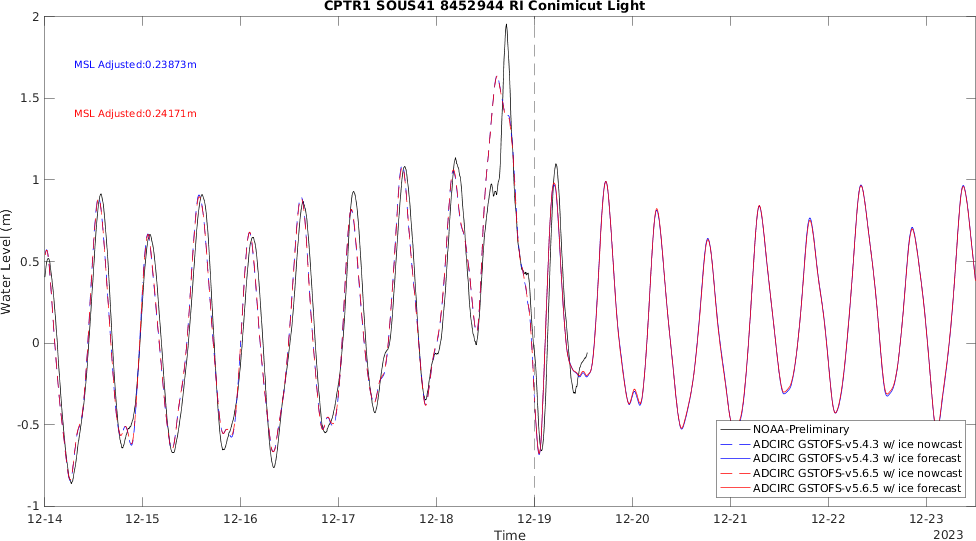 CPTR1 SOUS41 8452944 RI Conimicut Light
2
1.5
1
0.5
0
-0.5
-1
Water Level (m)
MSL Adjusted:0.23873m
MSL Adjusted:0.24171m
NOAA-Preliminary
ADCIRC GSTOFS-v5.4.3 w/ ice nowcast
ADCIRC GSTOFS-v5.4.3 w/ ice forecast
ADCIRC GSTOFS-v5.6.5 w/ ice nowcast
ADCIRC GSTOFS-v5.6.5 w/ ice forecast
12-14 12-15 12-16 12-17 12-18 12-19 12-20 12-21 12-22 12-23
Time
2023